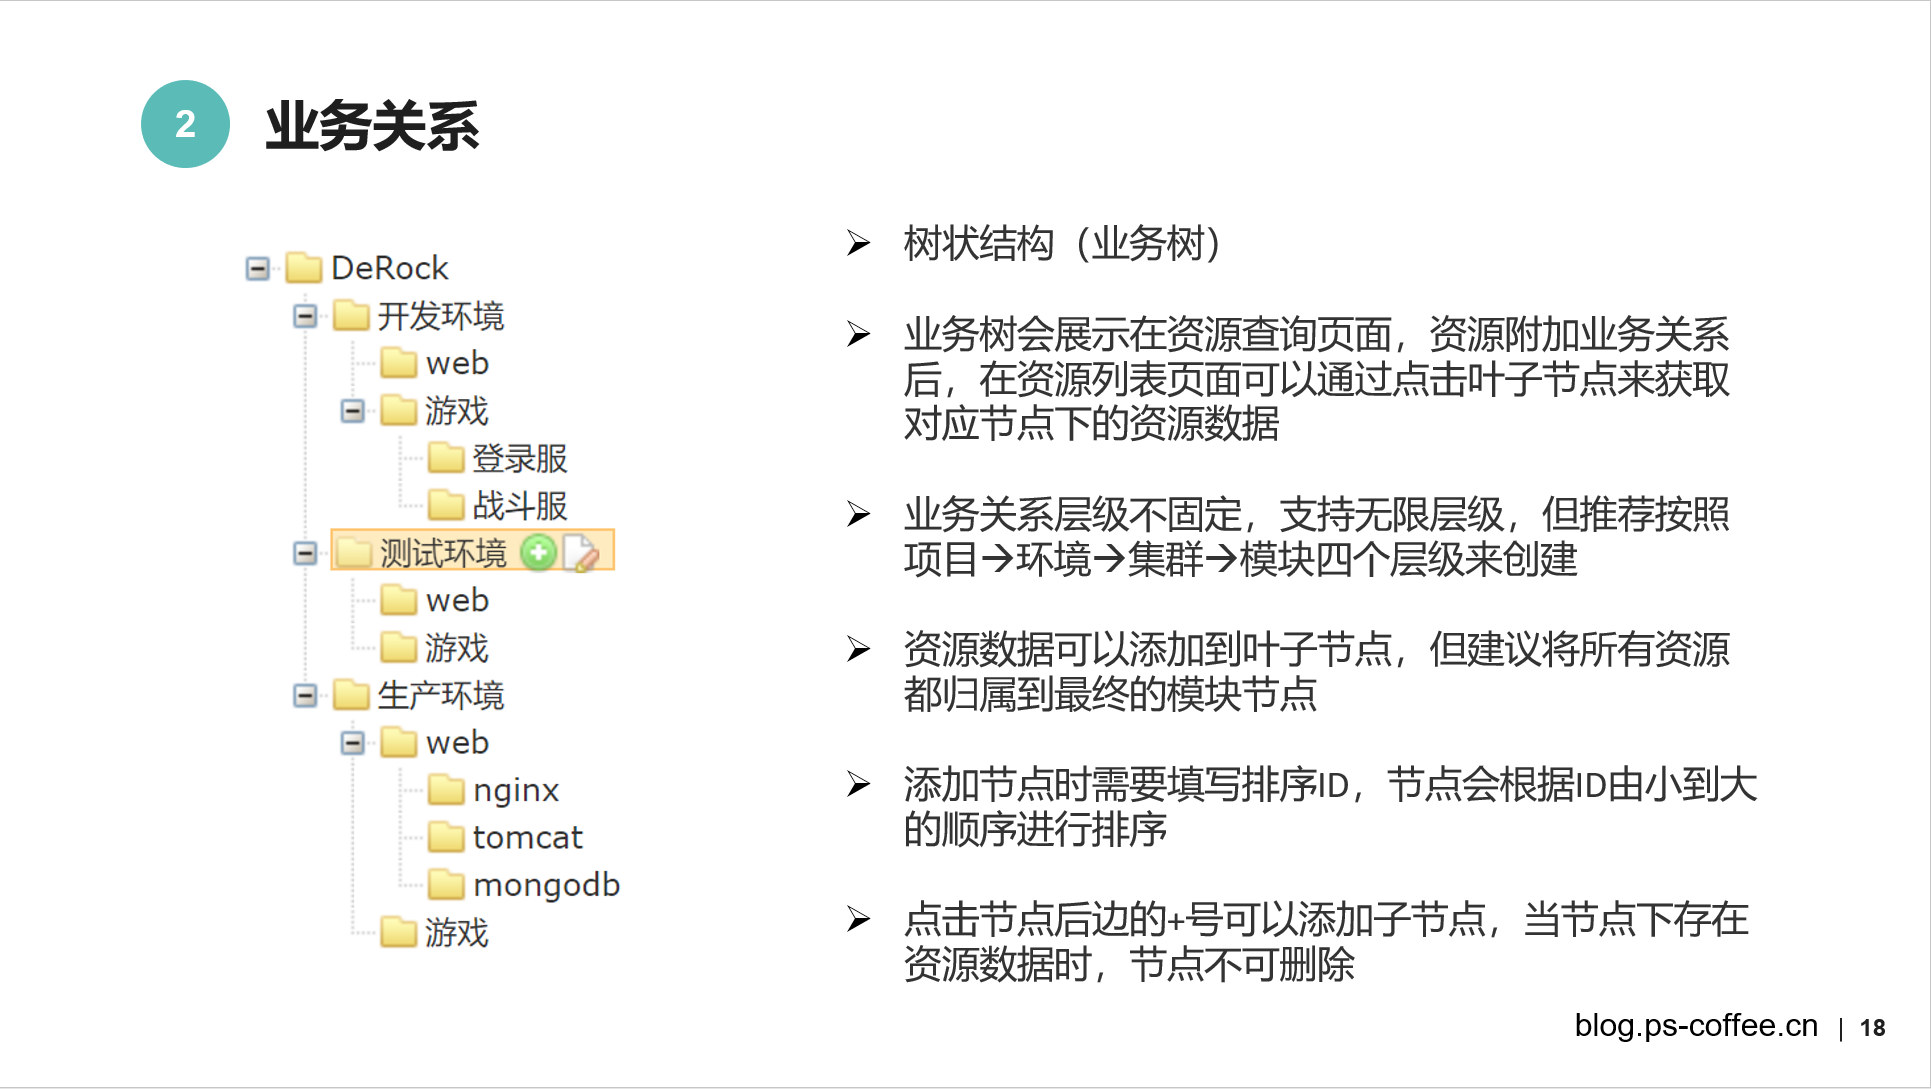 2
业务关系
DeRock
开发环境
web
游戏
登录服
战斗服
测试环境
web
游戏
生产环境
web
nginx
tomcat
mongodb
游戏
树状结构（业务树）
业务树会展示在资源查询页面，资源附加业务关系
后，在资源列表页面可以通过点击叶子节点来获取
对应节点下的资源数据
业务关系层级不固定，支持无限层级，但推荐按照
项目→环境→集群→模块四个层级来创建
资源数据可以添加到叶子节点，但建议将所有资源
都归属到最终的模块节点
添加节点时需要填写排序ID，节点会根据ID由小到大
的顺序进行排序
点击节点后边的+号可以添加子节点，当节点下存在
资源数据时，节点不可删除
blog.ps-coffee.cn | 18